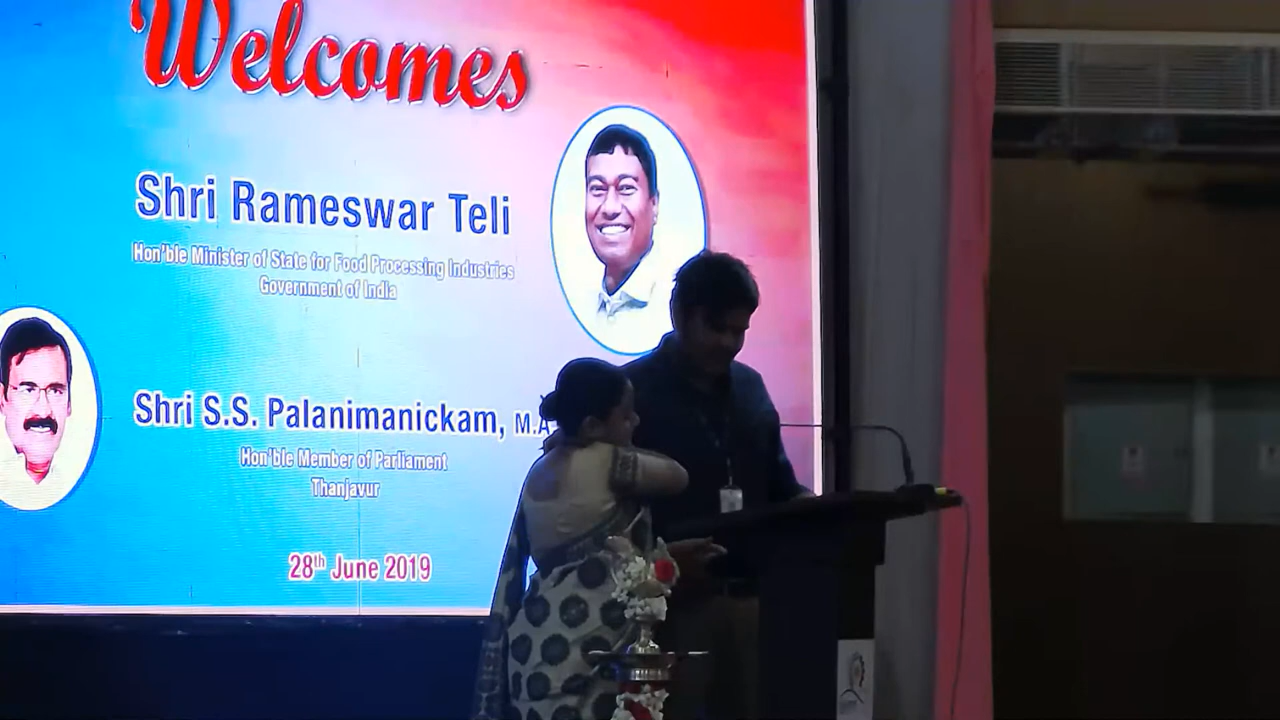 Welcomes
Shri Rameswar Teli
Hon'ble Minister of State for Food Processing Industries
Government of India
Shri S.S. Palanimanickam, M.A
Hon'ble Member of Parliament
Thanjavur
28th June 2019